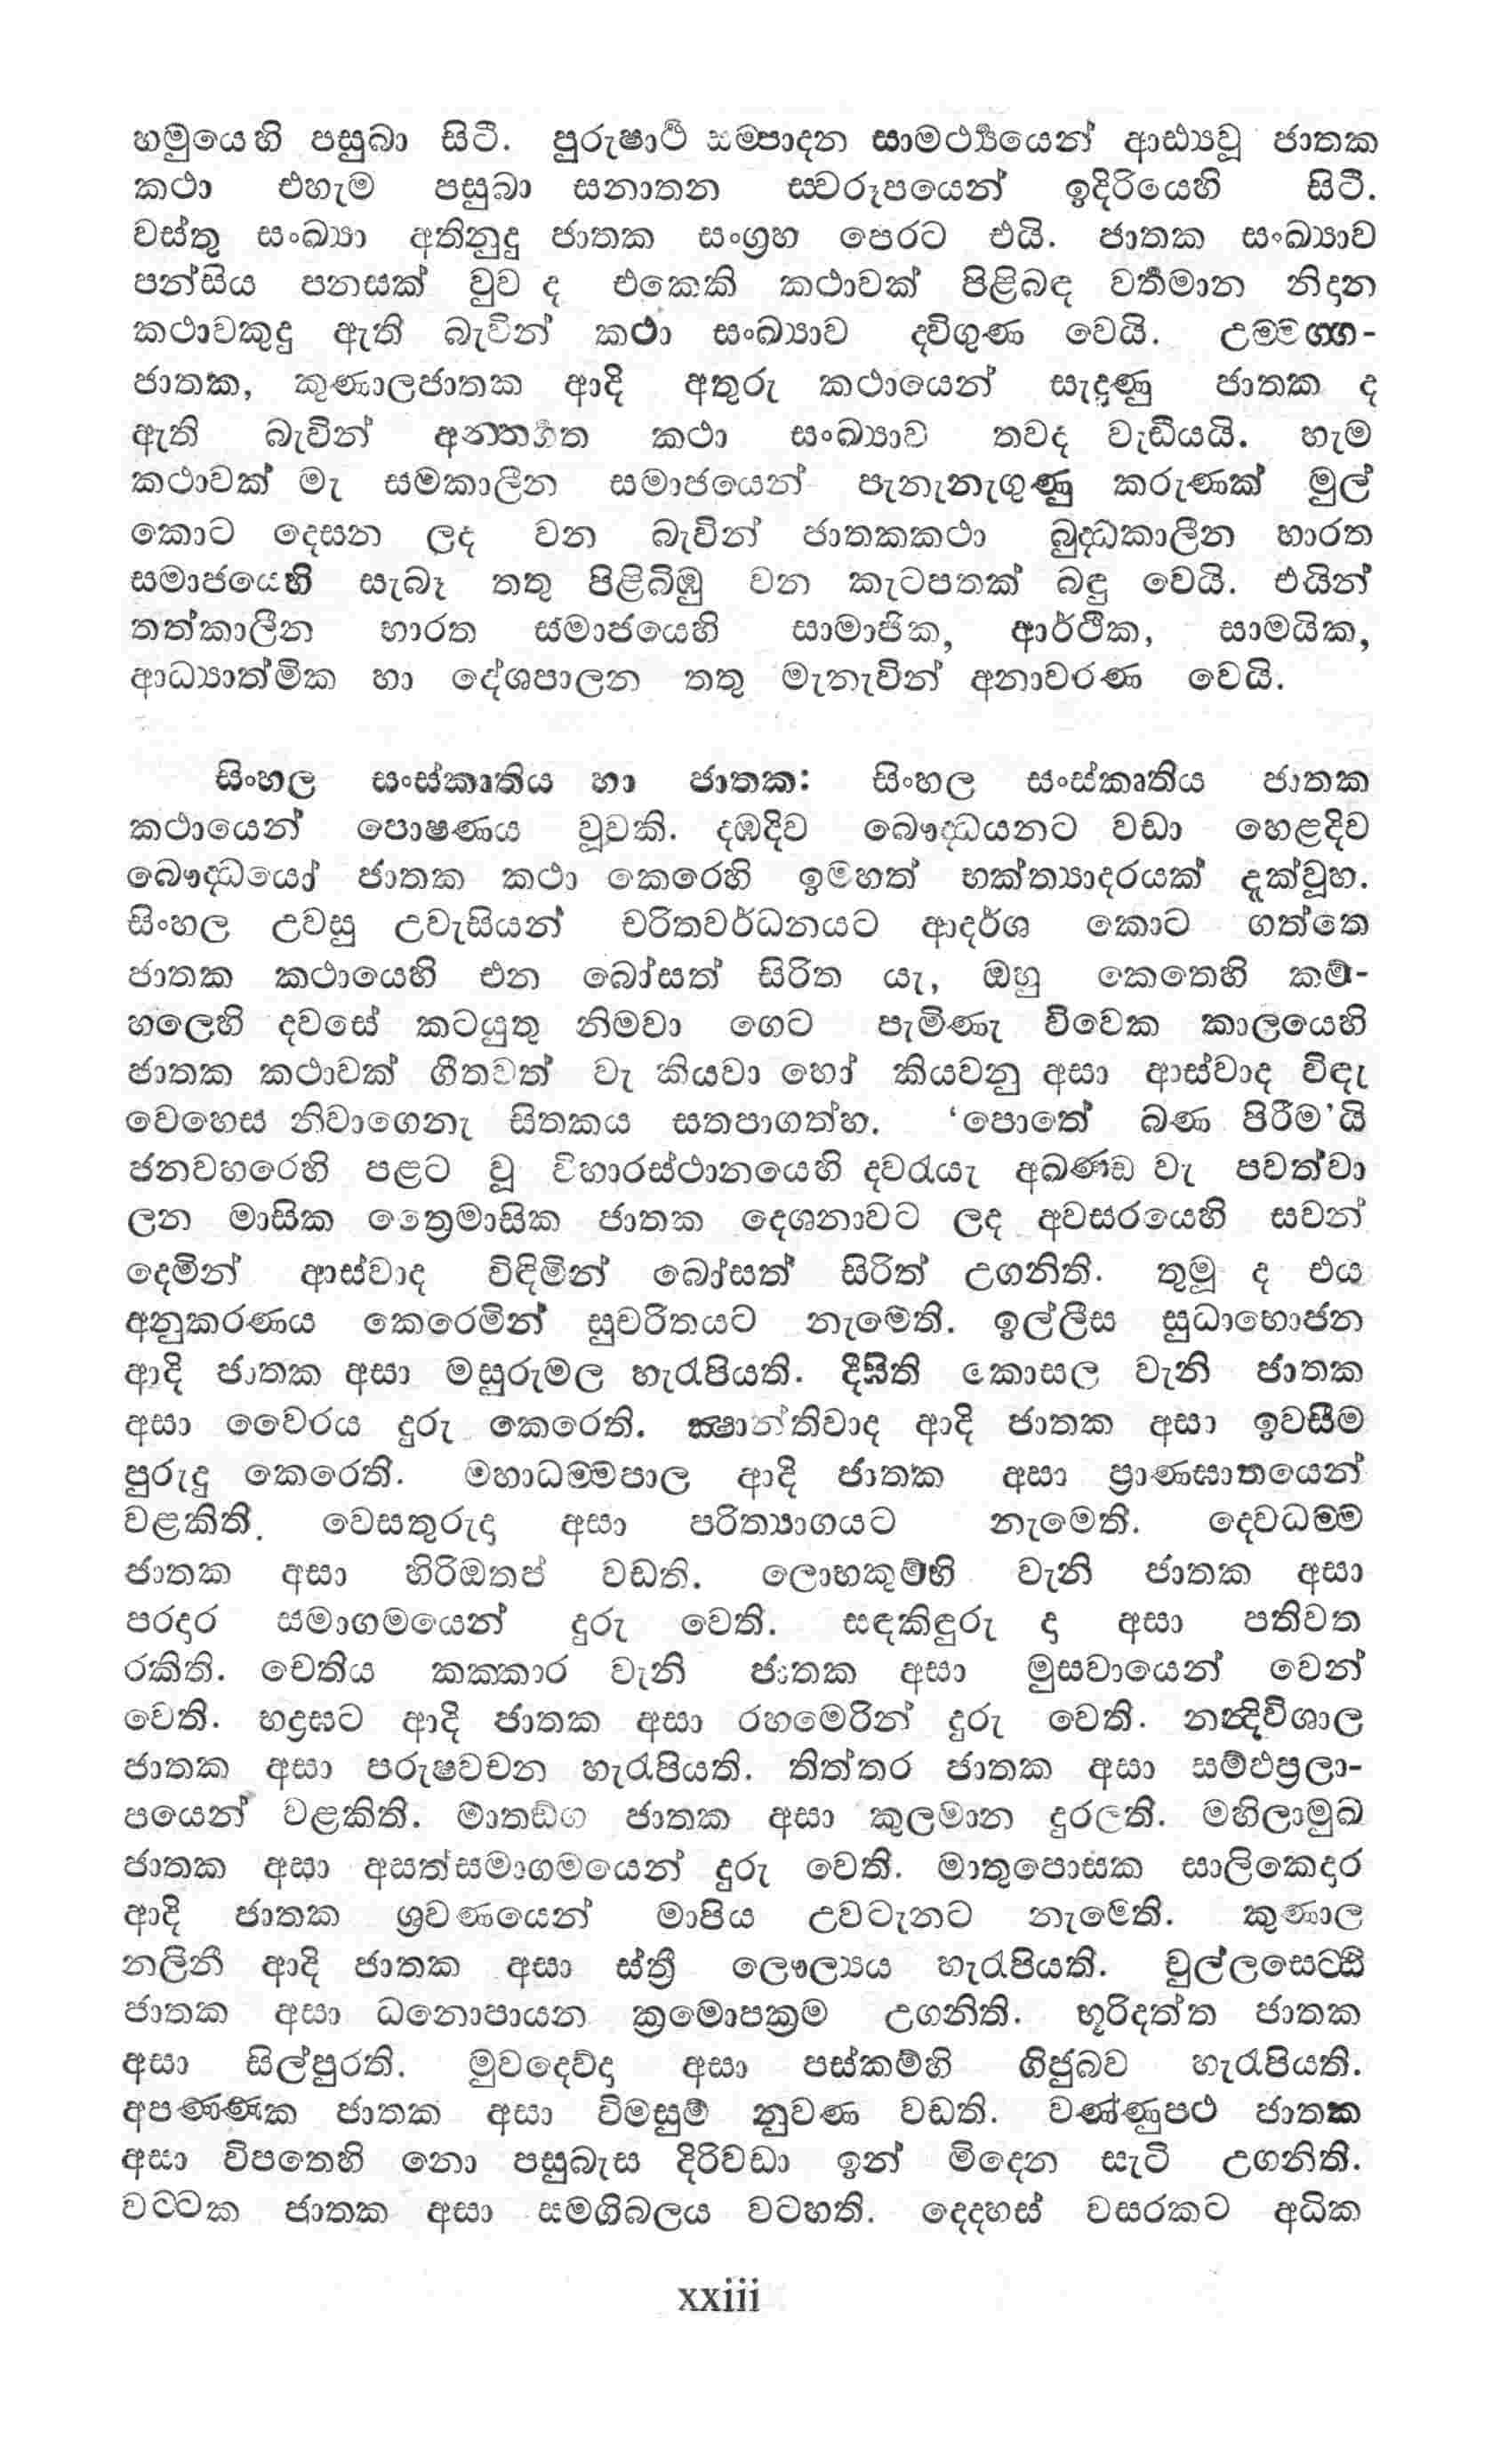 හමුයෙහි පසුබා සිටී. පුරුෂාර්ථ සම්පාදන සාමර්ථ්‍යයෙන් ආඪ්‍යවූ ජාතක
කථා එහැම පසුබා සනාතන ස්වරූපයෙන් ඉදිරියෙහි සිටී.
වස්තු සංඛ්‍යා අතිනුදු ජාතක සංග්‍රහ පෙරට එයි. ජාතක සංඛ්‍යාව
පන්සිය පනසක් වුව ද එකෙකි කථාවක් පිළිබඳ වර්තමාන නිදාන
කථාවකුදු ඇති බැවින් කථා සංඛ්‍යාව ද්විගුණ වෙයි. උම්මග්ග-
ජාතක, කුණාලජාතක ආදි අතුරු කථායෙන් සැදුණු ජාතක ද
ඇති බැවින් අන්තර්ගත කථා සංඛ්‍යාව තවද වැඩියයි. හැම
කථාවක් මැ සමකාලීන සමාජයෙන් පැනැනැගුණු කරුණක් මුල්
කොට දෙසන ලද වන බැවින් ජාතකකථා බුද්ධකාලීන භාරත
සමාජයෙහි සැබෑ තතු පිළිබිඹු වන කැටපතක් බඳු වෙයි. එයින්
තත්කාලීන භාරත සමාජයෙහි සාමාජික, ආර්ථික, සාමයික,
ආධ්‍යාත්මික හා දේශපාලන තතු මැනැවින් අනාවරණ වෙයි.
සිංහල සංස්කෘතිය හා ජාතක: සිංහල සංස්කෘතිය ජාතක
කථායෙන් පොෂණය වූවකි. දඹදිව බෞද්ධයනට වඩා හෙළදිව
බෞද්ධයෝ ජාතක කථා කෙරෙහි ඉමහත් භක්ත්‍යාදරයක් දැක්වූහ.
සිංහල උවසු උවැසියන් චරිතවර්ධනයට ආදර්ශ කොට ගත්තෙ
ජාතක කථායෙහි එන බෝසත් සිරිත යැ, ඔහු කෙතෙහි කම්-
හලෙහි දවසේ කටයුතු නිමවා ගෙට පැමිණැ විවෙක කාලයෙහි
ජාතක කථාවක් ගීතවත් වැ කියවා හෝ කියවනු අසා ආස්වාද විඳැ
වෙහෙස නිවාගෙනැ සිතකය සතපාගත්හ. ‘පොතේ බණ පිරීම’යි
ජනවහරෙහි පළට වූ විහාරස්ථානයෙහි දවරැයැ අඛණ්ඩ වැ පවත්වා
ලන මාසික ත්‍රෛමාසික ජාතක දෙශනාවට ලද අවසරයෙහි සවන්
දෙමින් ආස්වාද විඳිමින් බෝසත් සිරිත් උගනිති. තුමූ ද එය
අනුකරණය කෙරෙමින් සුචරිතයට නැමෙති. ඉල්ලීස සුධාභොජන
ආදි ජාතක අසා මසුරුමල හැරැපියති. දීඝිති කොසල වැනි ජාතක
අසා වෛරය දුරු කෙරෙති. ක්ෂාන්තිවාද ආදි ජාතක අසා ඉවසීම
පුරුදු කෙරෙති. මහාධම්මපාල ආදි ජාතක අසා ප්‍රාණඝාතයෙන්
වළකිති. වෙසතුරුදා අසා පරිත්‍යාගයට නැමෙති. දෙවධම්ම
ජාතක අසා හිරිඔතප් වඩති. ලොහකුම්භි වැනි ජාතක අසා
පරදාර සමාගමයෙන් දුරු වෙති. සඳකිඳුරු දා අසා පතිවත
රකිති. චෙතිය කක්කාර වැනි ජාතක අසා මුසවායෙන් වෙන්
වෙති. භද්‍රඝට ආදි ජාතක අසා රහමෙරින් දුරු වෙති. නන්දිවිශාල
ජාතක අසා පරුෂවචන හැරැපියති. තිත්තර ජාතක අසා සම්ඵප්‍රලා-
පයෙන් වළකිති. මාතඞ්ග ජාතක අසා කුලමාන දුරලති. මහිලාමුඛ
ජාතක අසා අසත්සමාගමයෙන් දුරු වෙති. මාතුපොසක සාලිකෙදාර
ආදි ජාතක ශ්‍රවණයෙන් මාපිය උවටැනට නැමෙති. කුණාල
නලිනී ආදි ජාතක අසා ස්ත්‍රී ලෞල්‍යය හැරැපියති. චුල්ලසෙට්ඨි
ජාතක අසා ධනොපායන ක්‍රමොපක්‍රම උගනිති. භූරිදත්ත ජාතක
අසා සිල්පුරති. මුවදෙව්දා අසා පස්කම්හි ගිජුබව හැරැපියති.
අපණ්ණක ජාතක අසා විමසුම් නුවණ වඩති. වණ්ණුපථ ජාතක
අසා විපතෙහි නො පසුබැස දිරිවඩා ඉන් මිදෙන සැටි උගනිති.
වට්ටක ජාතක අසා සමගිබලය වටහති. දෙදහස් වසරකට අධික
xxiii